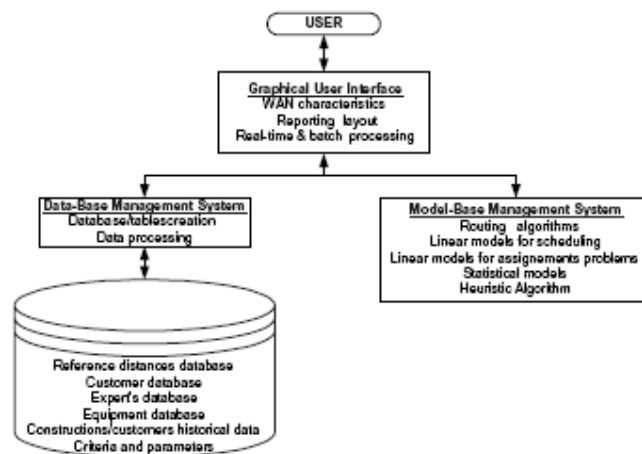 USER
Graphical User Interface
WAN characteristics
Reporting layout
Real-time & batch processing
Data-Base Management System
Database/tablescreation
Data processing
Model-Base Management System
Routing algorithms
Linear models for scheduling
Linear models for assignements problems
Statistical models
Heuristic Algorithm
Reference distances database
Customer database
Expert's database
Equipment database
Constructions/customers historical data
Criteria and parameters